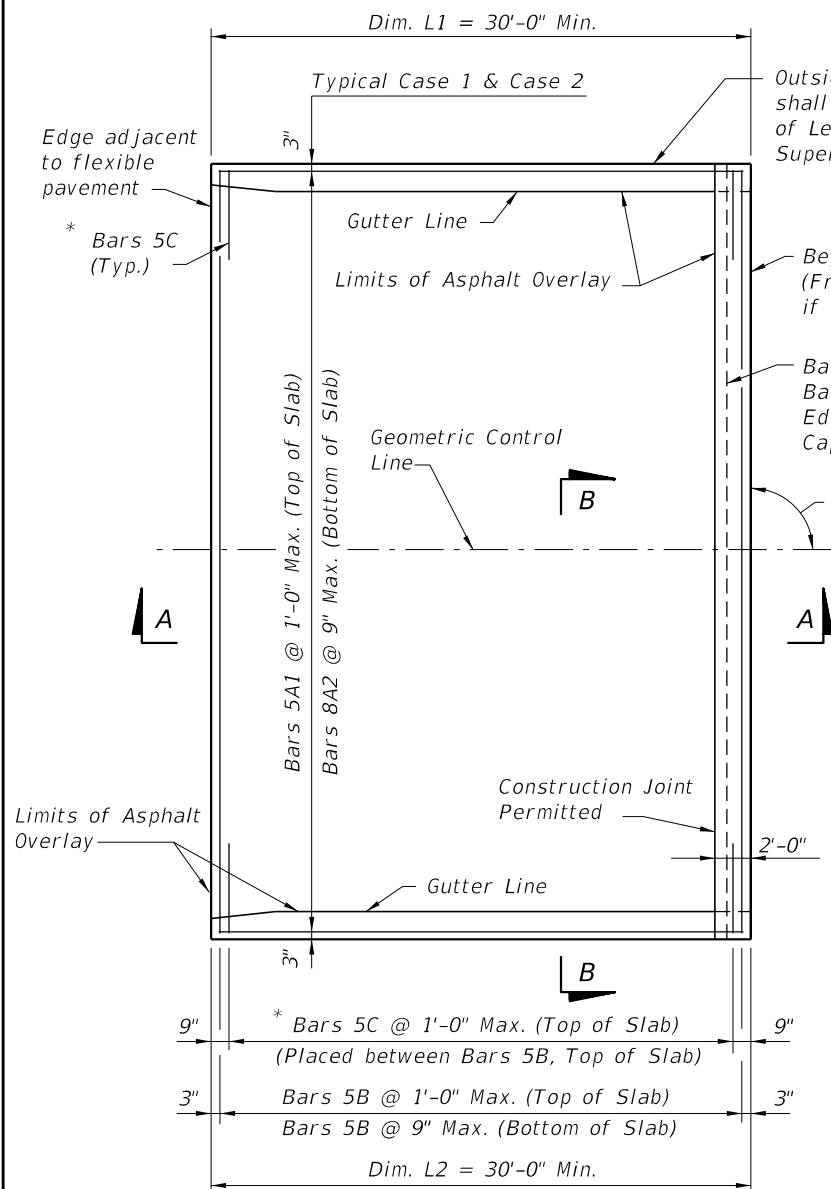 Dim. L1 = 30'-0" Min.
Typical Case 1 & Case 2
3"
Outsi
shall
of Le
Super
Edge adjacent
to flexible
pavement
* Bars 5C
(Typ.)
Gutter Line
Limits of Asphalt Overlay
Be
(Fr
if
Ba
Ba
Ed
Cap
Bars 5A1 @ 1'-0" Max. (Top of Slab)
Bars 8A2 @ 9" Max. (Bottom of Slab)
Geometric Control
Line
B
A
A
Construction Joint
Permitted
Limits of Asphalt
Overlay
2'-0"
Gutter Line
3"
B
9"
* Bars 5C @ 1'-0" Max. (Top of Slab)
9"
(Placed between Bars 5B, Top of Slab)
3"
Bars 5B @ 1'-0" Max. (Top of Slab)
3"
Bars 5B @ 9" Max. (Bottom of Slab)
Dim. L2 = 30'-0" Min.